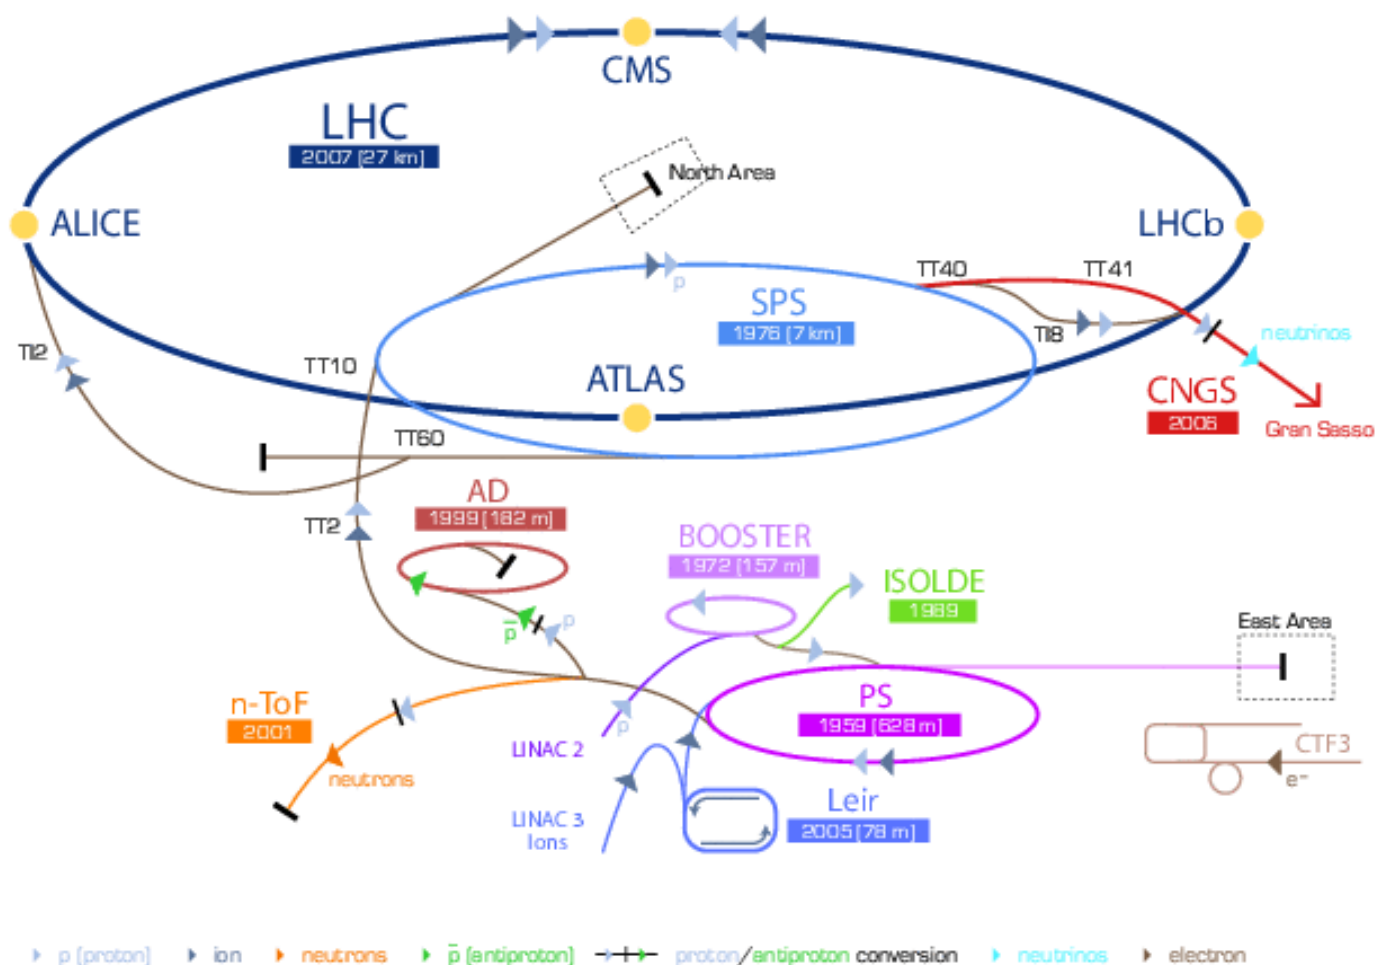 CMS
LHC
2007 [27 km]
North Area
ALICE
LHCb
TT40
TT41
p
SPS
1976 [7 km]
TI8
neutrinos
TI2
TT10
ATLAS
CNGS
2006
Gran Sasso
TT60
AD
1999 [182 m]
TT2
BOOSTER
1972 [157 m]
ISOLDE
1989
p
p̅
East Area
n-ToF
2001
PS
1959 [628 m]
p
LINAC 2
neutrons
CTF3
e-
Leir
2005 [78 m]
LINAC 3
Ions
p [proton] ion neutrons p̅ [antiproton] proton/antiproton conversion neutrinos electron